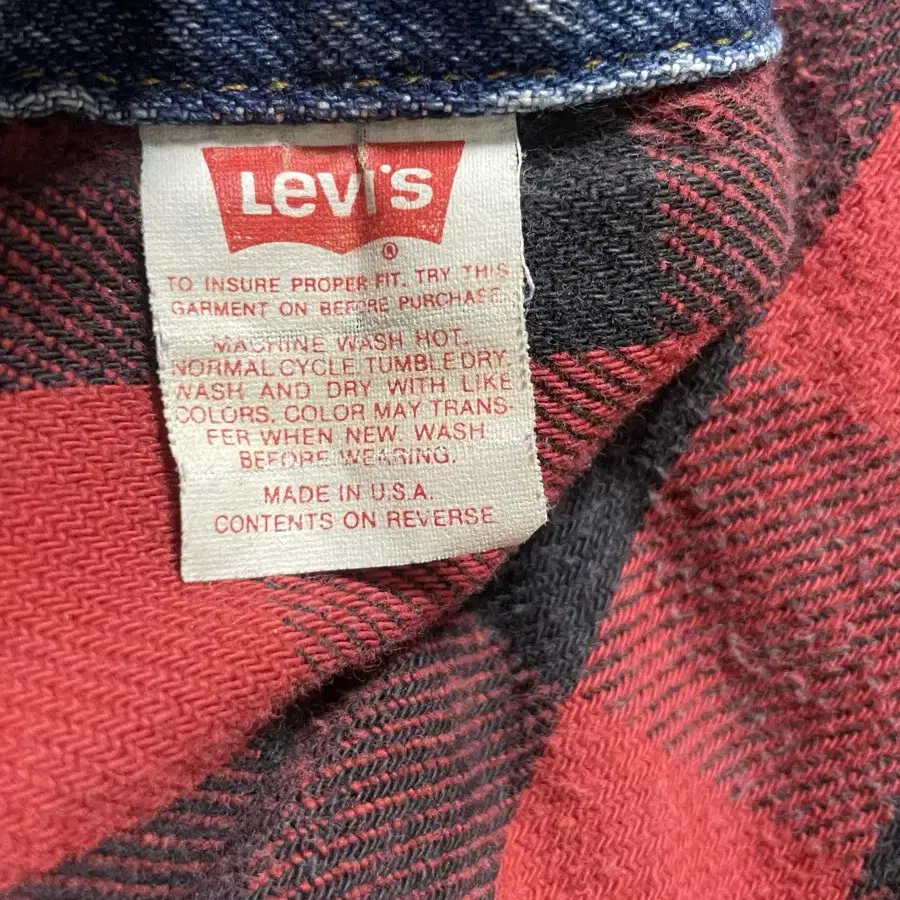 Levi's
®
TO INSURE PROPER FIT, TRY THIS
GARMENT ON BEFORE PURCHASE.
MACHINE WASH HOT.
NORMAL CYCLE. TUMBLE DRY.
WASH AND DRY WITH LIKE
COLORS. COLOR MAY TRANS-
FER WHEN NEW. WASH
BEFORE WEARING.
MADE IN U.S.A.
CONTENTS ON REVERSE